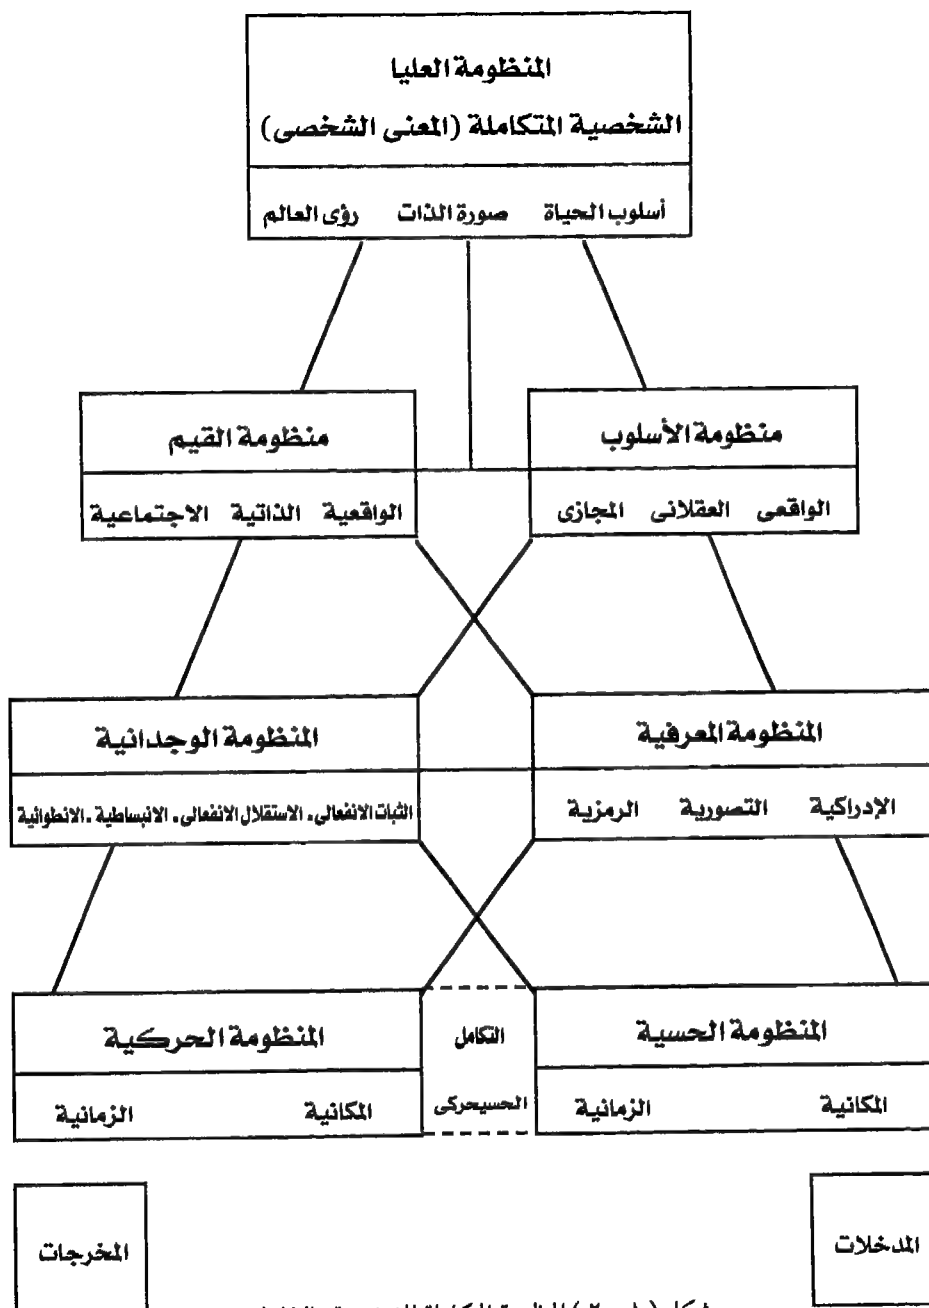 المنظومة العليا
الشخصية المتكاملة (المعنى الشخصى)
أسلوب الحياة صورة الذات رؤى العالم
منظومة الأسلوب
الواقعى العقلانى المجازى
منظومة القيم
الواقعية الذاتية الاجتماعية
المنظومة المعرفية
الإدراكية التصورية الرمزية
المنظومة الوجدانية
الثبات الانفعالى. الاستقلال الانفعالى. الانبساطية. الانطوائية
المنظومة الحسية
المكانية الزمانية
التكامل
الحسيحركى
المنظومة الحركية
المكانية الزمانية
المدخلات
المخرجات
شكل